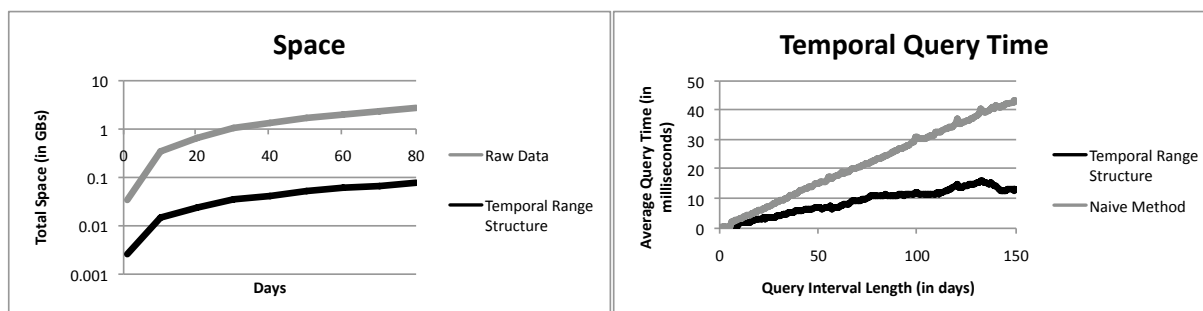 Space
Total Space (in GBs)
10
1
0.1
0.01
0.001
0
20
40
60
80
Days
Raw Data
Temporal Range
Structure
Temporal Query Time
Average Query Time (in
milliseconds)
50
40
30
20
10
0
0
50
100
150
Query Interval Length (in days)
Temporal Range
Structure
Naive Method